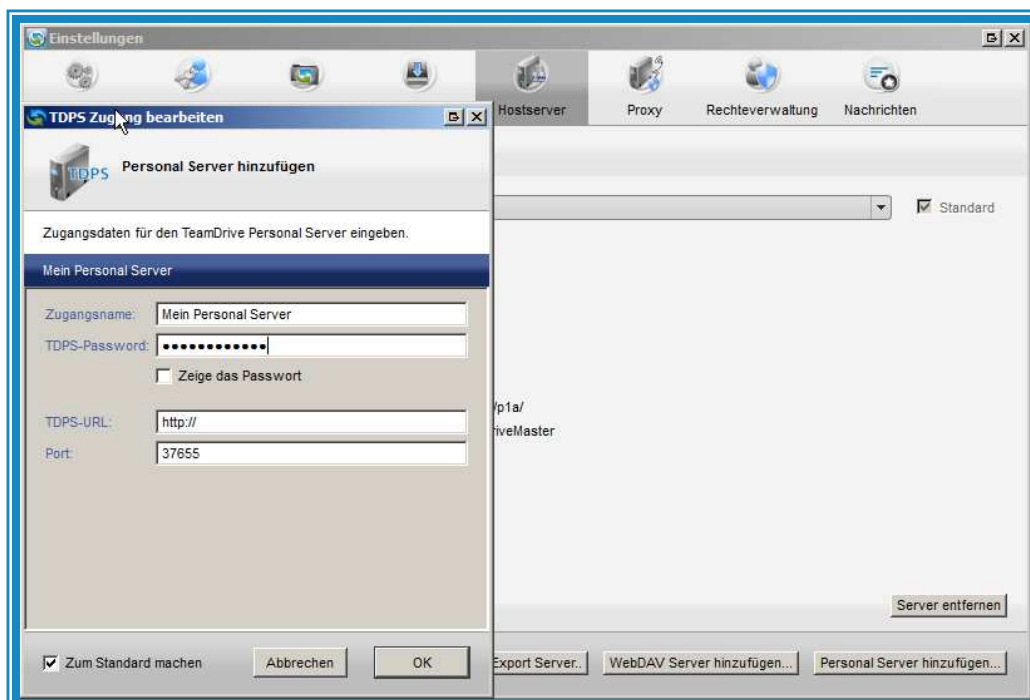 Einstellungen
Hostserver
Proxy
Rechteverwaltung
Nachrichten
TDPS Zugang bearbeiten
TDPS
Personal Server hinzufügen
Zugangsdaten für den TeamDrive Personal Server eingeben.
Mein Personal Server
Zugangsname: Mein Personal Server
TDPS-Password: ●●●●●●●●●●●●
Zeige das Passwort
TDPS-URL: http://
Port: 37655
Zum Standard machen
Abbrechen
OK
Standard
/p1a/
riveMaster
Server entfernen
Export Server..
WebDAV Server hinzufügen...
Personal Server hinzufügen...